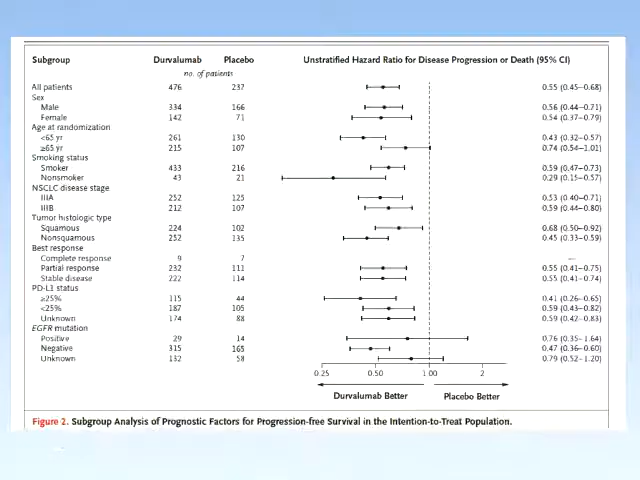 Subgroup Durvalumab Placebo Unstratified Hazard Ratio for Disease Progression or Death (95% CI)
no. of patients
All patients 476 237 0.55 (0.45–0.68)
Sex
Male 334 166 0.56 (0.44–0.71)
Female 142 71 0.54 (0.37–0.79)
Age at randomization
<65 yr 261 130 0.43 (0.32–0.57)
≥65 yr 215 107 0.74 (0.54–1.01)
Smoking status
Smoker 433 216 0.59 (0.47–0.73)
Nonsmoker 43 21 0.29 (0.15–0.57)
NSCLC disease stage
IIIA 252 125 0.53 (0.40–0.71)
IIIB 212 107 0.59 (0.44–0.80)
Tumor histologic type
Squamous 224 102 0.68 (0.50–0.92)
Nonsquamous 252 135 0.45 (0.33–0.59)
Best response
Complete response 9 7 —
Partial response 232 111 0.55 (0.41–0.75)
Stable disease 222 114 0.55 (0.41–0.74)
PD-L1 status
≥25% 115 44 0.41 (0.26–0.65)
<25% 187 105 0.59 (0.43–0.82)
Unknown 174 88 0.59 (0.42–0.83)
EGFR mutation
Positive 29 14 0.76 (0.35–1.64)
Negative 315 165 0.47 (0.36–0.60)
Unknown 132 58 0.79 (0.52–1.20)
0.25 0.50 1.00 2
Durvalumab Better Placebo Better
Figure 2. Subgroup Analysis of Prognostic Factors for Progression-free Survival in the Intention-to-Treat Population.